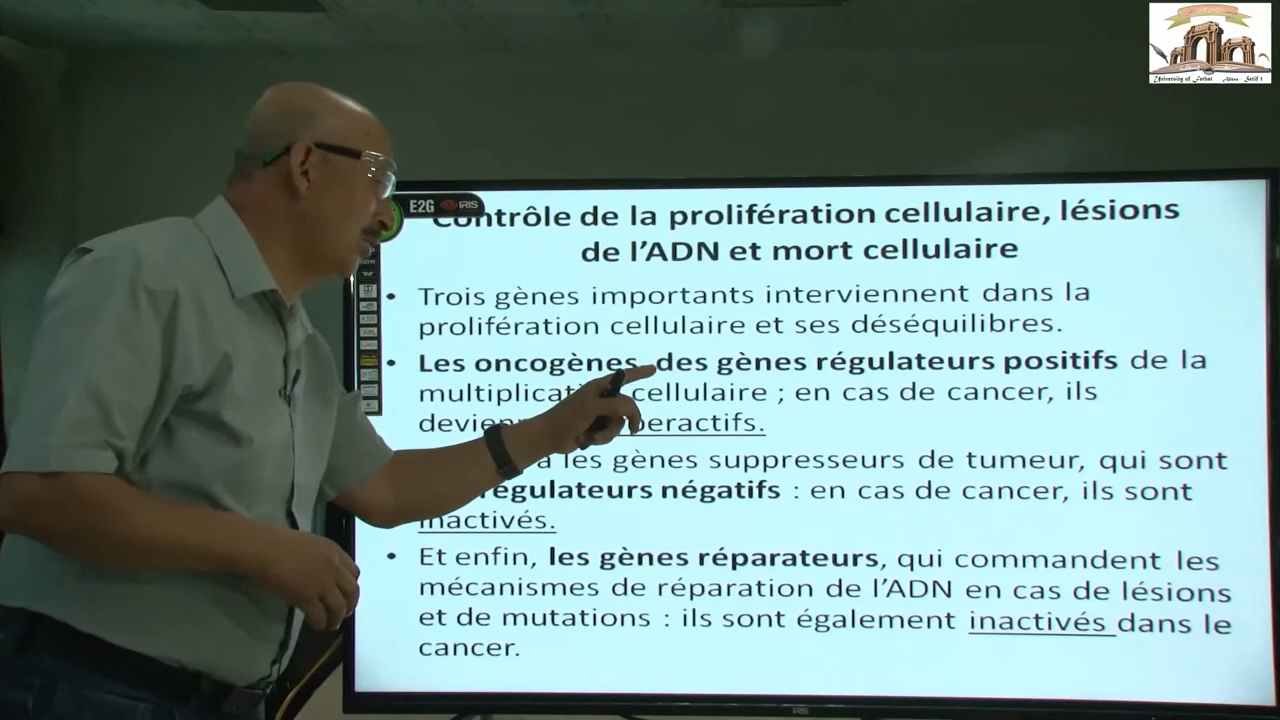 University of Ferhat Abbas - Setif 1
E2G IRIS
Contrôle de la prolifération cellulaire, lésions
de l'ADN et mort cellulaire
• Trois gènes importants interviennent dans la
prolifération cellulaire et ses déséquilibres.
• Les oncogènes, des gènes régulateurs positifs de la
cellulaire ; en cas de cancer, ils
les gènes suppresseurs de tumeur, qui sont
régulateurs négatifs : en cas de cancer, ils sont
inactivés.
• Et enfin, les gènes réparateurs, qui commandent les
mécanismes de réparation de l'ADN en cas de lésions
et de mutations : ils sont également inactivés dans le
cancer.
IRIS